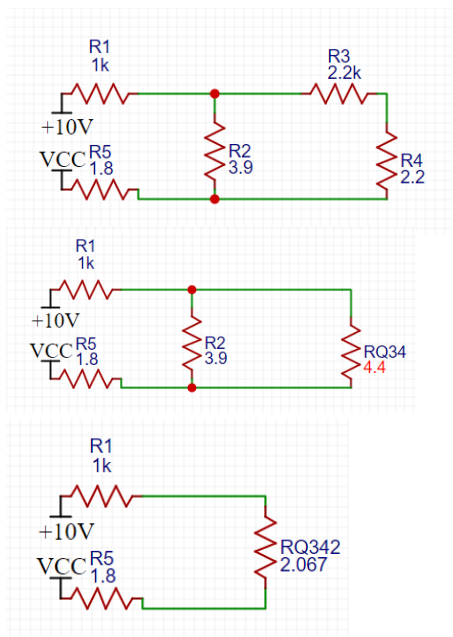 R1
1k
R3
2.2k
+10V
R2
3.9
VCC
R5
1.8
R4
2.2
R1
1k
+10V
R2
3.9
VCC
R5
1.8
RQ34
4.4
R1
1k
+10V
RQ342
2.067
VCC
R5
1.8